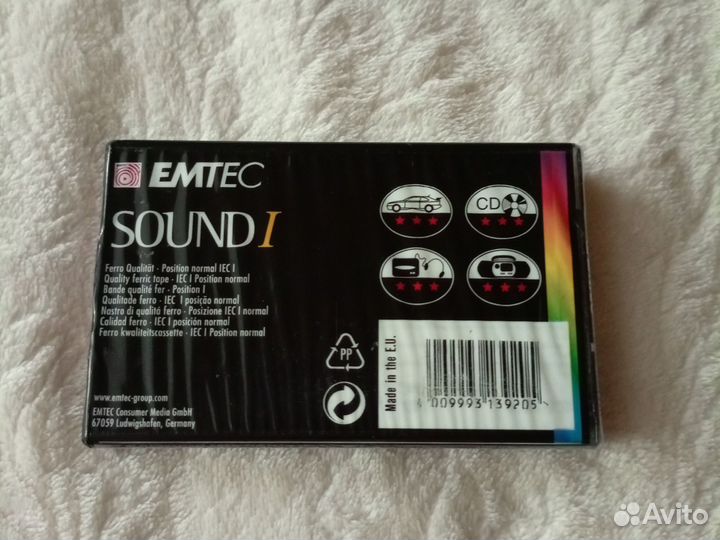 EMTEC
SOUND I
Ferro Qualität - Position normal IEC I
Quality ferric tape - IEC I Position normal
Bande qualité fer - Position I
Qualidade ferro - IEC I posição normal
Nastro di qualitá ferro - Posizione IEC I normal
Calidad ferro - IEC I posición normal
Ferro kwaliteitscassette - IEC I Position normal
www.emtec-group.com
EMTEC Consumer Media GmbH
67059 Ludwigshafen, Germany
CD
PP
Made in the E.U.
4 009993 139205
Avito